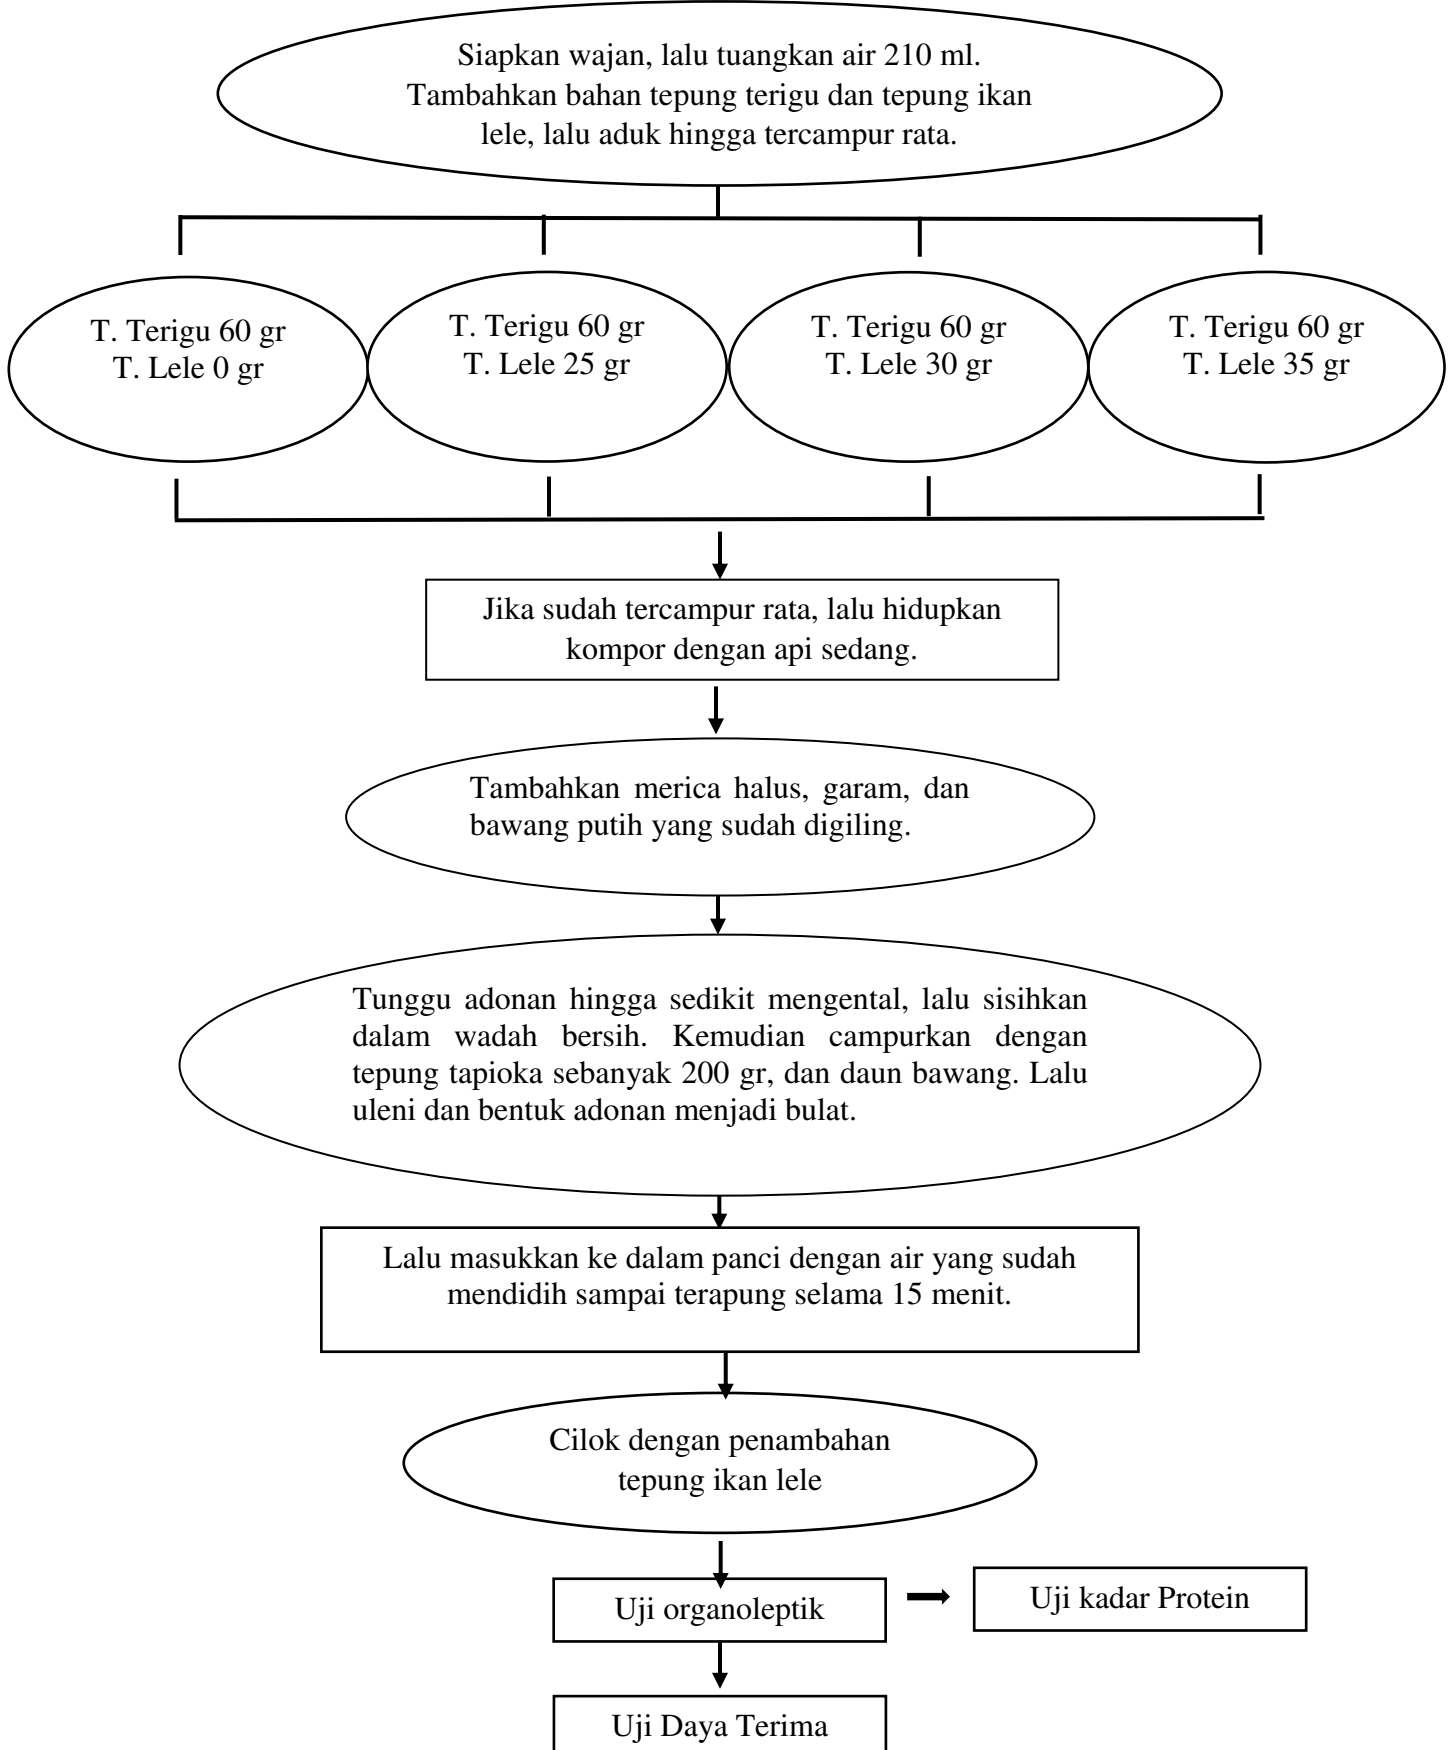 Siapkan wajan, lalu tuangkan air 210 ml.
Tambahkan bahan tepung terigu dan tepung ikan
lele, lalu aduk hingga tercampur rata.
T. Terigu 60 gr
T. Lele 0 gr
T. Terigu 60 gr
T. Lele 25 gr
T. Terigu 60 gr
T. Lele 30 gr
T. Terigu 60 gr
T. Lele 35 gr
Jika sudah tercampur rata, lalu hidupkan
kompor dengan api sedang.
Tambahkan merica halus, garam, dan
bawang putih yang sudah digiling.
Tunggu adonan hingga sedikit mengental, lalu sisihkan
dalam wadah bersih. Kemudian campurkan dengan
tepung tapioka sebanyak 200 gr, dan daun bawang. Lalu
uleni dan bentuk adonan menjadi bulat.
Lalu masukkan ke dalam panci dengan air yang sudah
mendidih sampai terapung selama 15 menit.
Cilok dengan penambahan
tepung ikan lele
Uji organoleptik
Uji kadar Protein
Uji Daya Terima